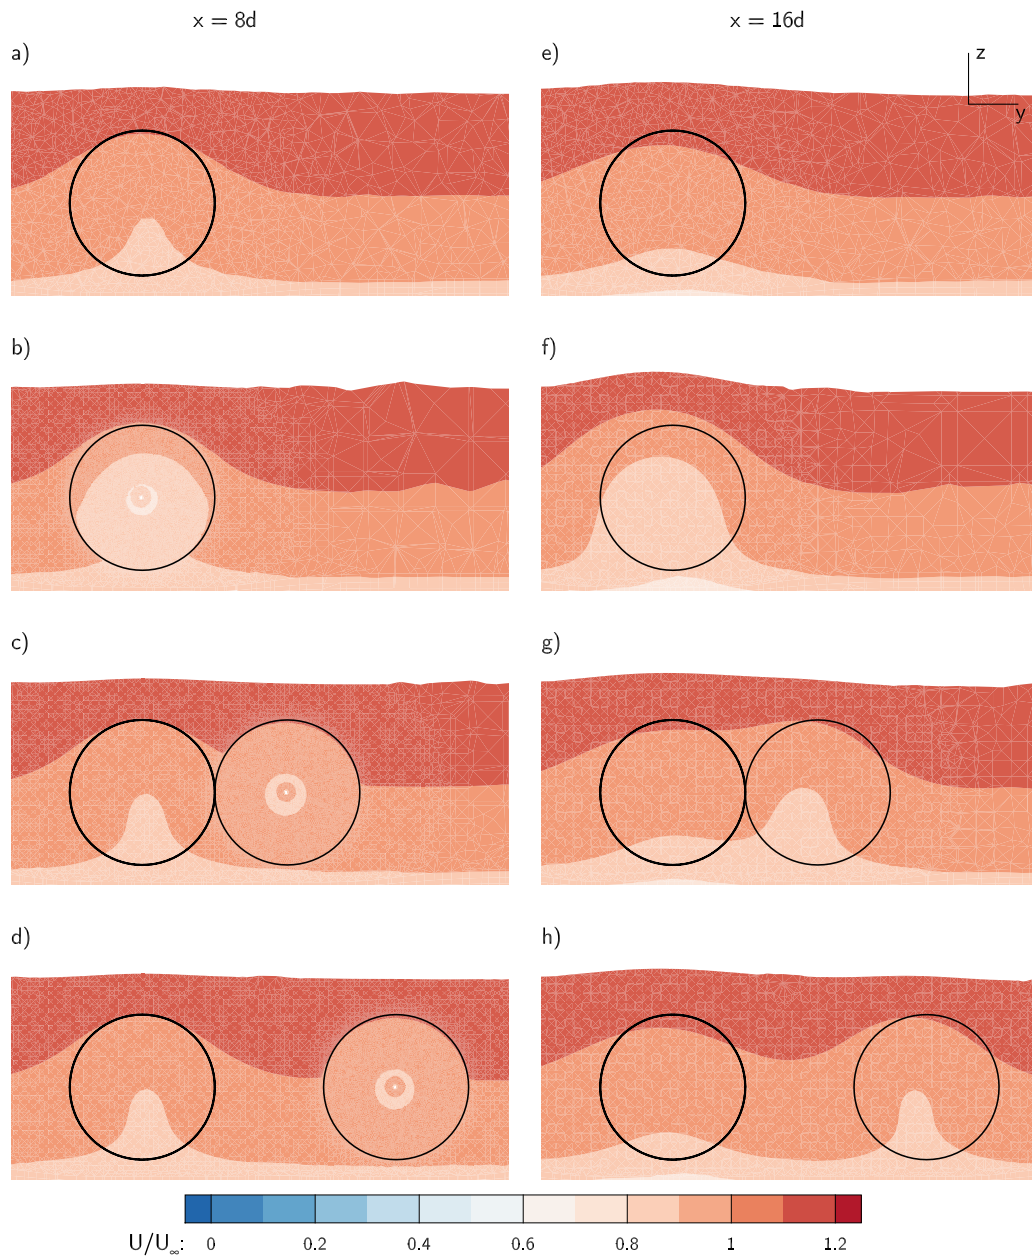 x = 8d
x = 16d
a)
e)
z
y
b)
f)
c)
g)
d)
h)
U/U∞: 0 0.2 0.4 0.6 0.8 1 1.2